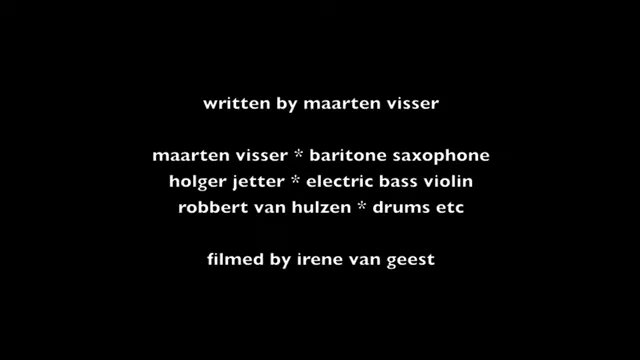 written by maarten visser
maarten visser * baritone saxophone
holger jetter * electric bass violin
robbert van hulzen * drums etc
filmed by irene van geest